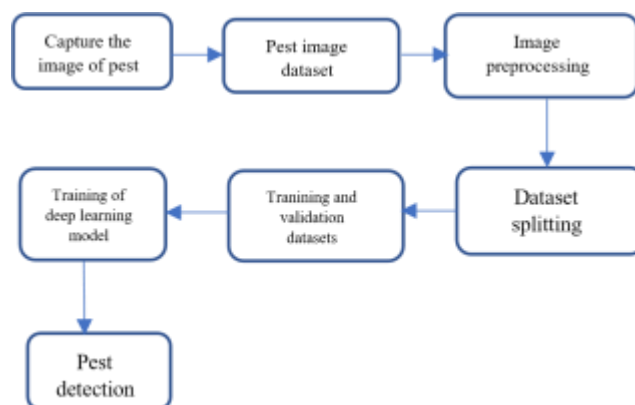 Capture the
image of pest
Pest image
dataset
Image
preprocessing
Dataset
splitting
Tranining and
validation
datasets
Training of
deep learning
model
Pest
detection